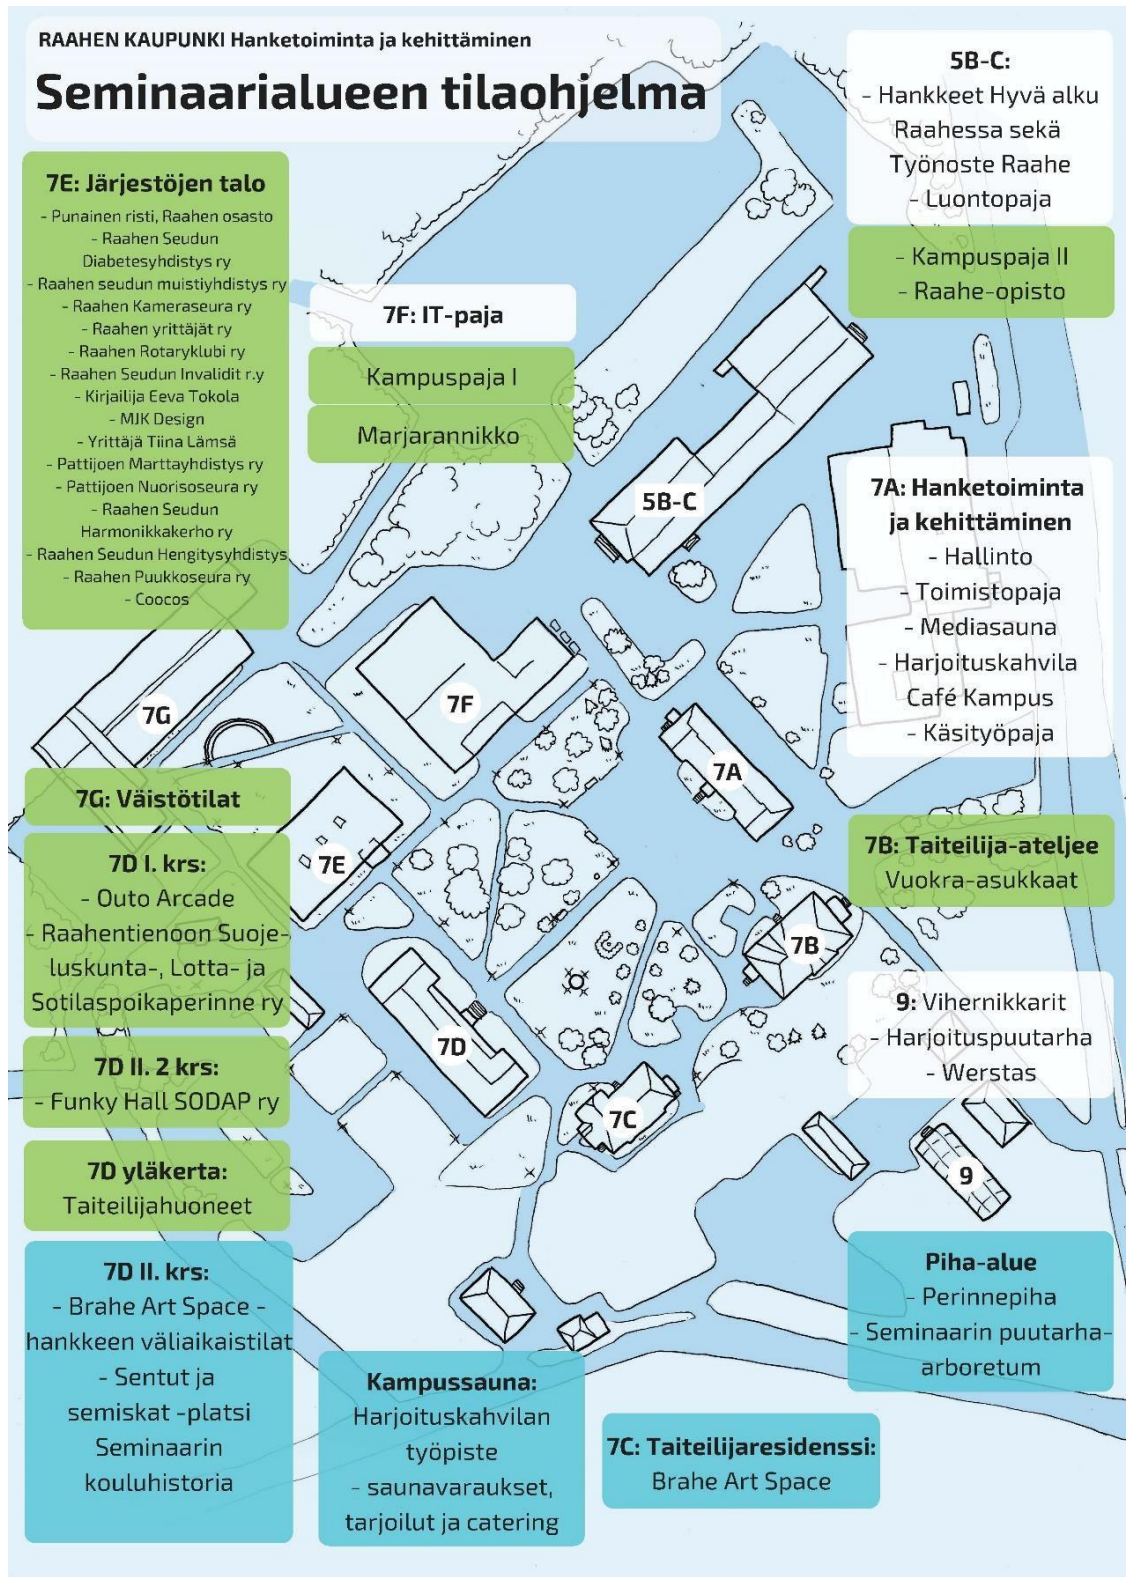 RAAHEN KAUPUNKI Hanketoiminta ja kehittäminen
Seminaarialueen tilaohjelma
7E: Järjestöjen talo
- Punainen risti, Raahen osasto
- Raahen Seudun
Diabetesyhdistys ry
- Raahen seudun muistiyhdistys ry
- Raahen Kameraseura ry
- Raahen yrittäjät ry
- Raahen Rotaryklubi ry
- Raahen Seudun Invalidit r.y
- Kirjailija Eeva Tokola
- MJK Design
- Yrittäjä Tiina Lämsä
- Pattijoen Marttayhdistys ry
- Pattijoen Nuorisoseura ry
- Raahen Seudun
Harmonikkakerho ry
- Raahen Seudun Hengitysyhdistys
- Raahen Puukkoseura ry
- Coocos
7F: IT-paja
Kampuspaja I
Marjarannikko
5B-C:
- Hankkeet Hyvä alku
Raahessa sekä
Työnoste Raahe
- Luontopaja
- Kampuspaja II
- Raahe-opisto
7A: Hanketoiminta
ja kehittäminen
- Hallinto
- Toimistopaja
- Mediasauna
- Harjoituskahvila
Café Kampus
- Käsityöpaja
5B-C
7G
7F
7A
7E
7B
7D
7C
9
7G: Väistötilat
7D I. krs:
- Outo Arcade
- Raahentienoon Suoje-
luskunta-, Lotta- ja
Sotilaspoikaperinne ry
7D II. 2 krs:
- Funky Hall SODAP ry
7D yläkerta:
Taiteilijahuoneet
7D II. krs:
- Brahe Art Space -
hankkeen väliaikaistilat
- Sentut ja
semiskat -platsi
Seminaarin
kouluhistoria
7B: Taiteilija-ateljee
Vuokra-asukkaat
9: Vihernikkarit
- Harjoituspuutarha
- Werstas
Piha-alue
- Perinnepiha
- Seminaarin puutarha-
arboretum
Kampussauna:
Harjoituskahvilan
työpiste
- saunavaraukset,
tarjoilut ja catering
7C: Taiteilijaresidenssi:
Brahe Art Space